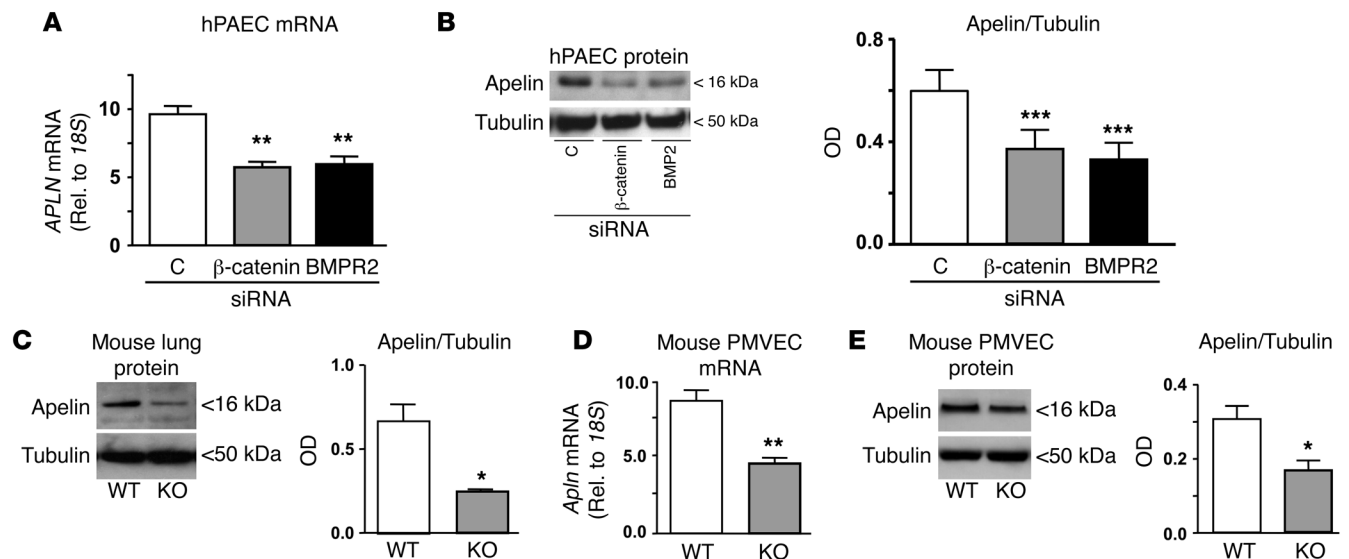 A
hPAEC mRNA
APLN mRNA
(Rel. to 18S)
10
5
0
**
**
C β-catenin BMPR2
siRNA
B
hPAEC protein
Apelin
< 16 kDa
Tubulin
< 50 kDa
C
β-catenin
BMP2
siRNA
Apelin/Tubulin
OD
0.8
0.4
0.0
***
***
C β-catenin BMPR2
siRNA
C
Mouse lung
protein
Apelin
<16 kDa
Tubulin
<50 kDa
WT KO
Apelin/Tubulin
OD
1.0
0.5
0.0
*
WT KO
D
Mouse PMVEC
mRNA
Apln mRNA
(Rel. to 18S)
10.0
5.0
0.0
**
WT KO
E
Mouse PMVEC
protein
Apelin
<16 kDa
Tubulin
<50 kDa
WT KO
Apelin/Tubulin
OD
0.4
0.2
0.0
*
WT KO